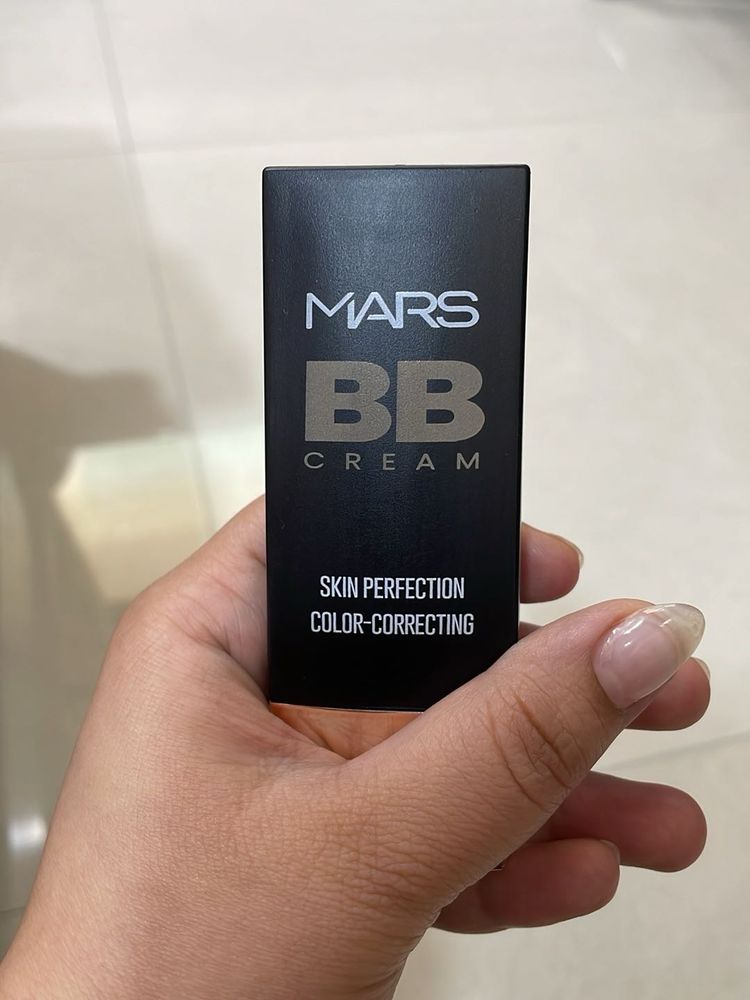 MARS
BB
CREAM
SKIN PERFECTION
COLOR-CORRECTING